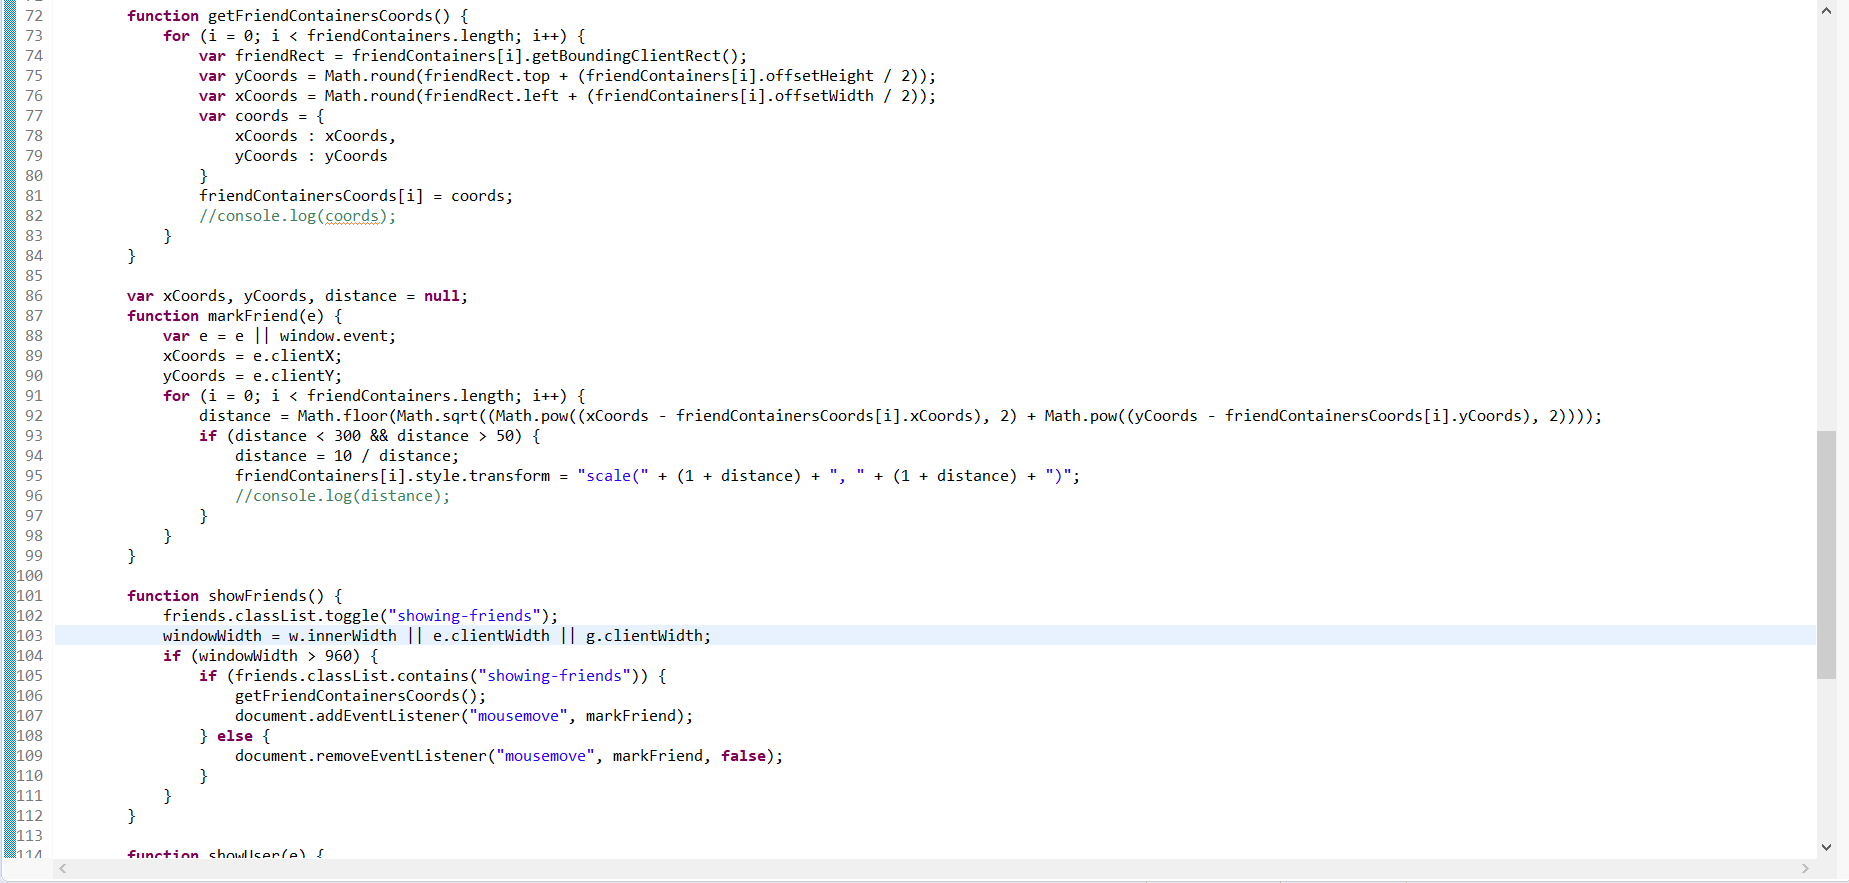 72 function getFriendContainersCoords() {
73 for (i = 0; i < friendContainers.length; i++) {
74 var friendRect = friendContainers[i].getBoundingClientRect();
75 var yCoords = Math.round(friendRect.top + (friendContainers[i].offsetHeight / 2));
76 var xCoords = Math.round(friendRect.left + (friendContainers[i].offsetWidth / 2));
77 var coords = {
78 xCoords : xCoords,
79 yCoords : yCoords
80 }
81 friendContainersCoords[i] = coords;
82 //console.log(coords);
83 }
84 }
85
86 var xCoords, yCoords, distance = null;
87 function markFriend(e) {
88 var e = e || window.event;
89 xCoords = e.clientX;
90 yCoords = e.clientY;
91 for (i = 0; i < friendContainers.length; i++) {
92 distance = Math.floor(Math.sqrt((Math.pow((xCoords - friendContainersCoords[i].xCoords), 2) + Math.pow((yCoords - friendContainersCoords[i].yCoords), 2))));
93 if (distance < 300 && distance > 50) {
94 distance = 10 / distance;
95 friendContainers[i].style.transform = "scale(" + (1 + distance) + ", " + (1 + distance) + ")";
96 //console.log(distance);
97 }
98 }
99 }
100
101 function showFriends() {
102 friends.classList.toggle("showing-friends");
103 windowWidth = w.innerWidth || e.clientWidth || g.clientWidth;
104 if (windowWidth > 960) {
105 if (friends.classList.contains("showing-friends")) {
106 getFriendContainersCoords();
107 document.addEventListener("mousemove", markFriend);
108 } else {
109 document.removeEventListener("mousemove", markFriend, false);
110 }
111 }
112 }
113
114 function showUser(e) {